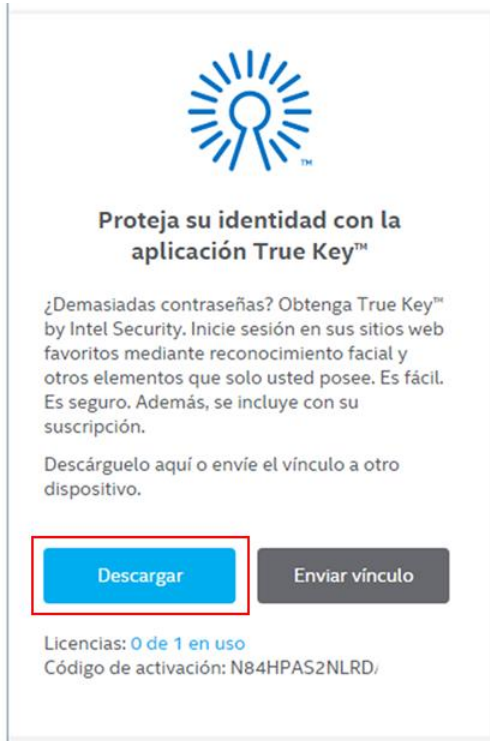 TM
Proteja su identidad con la
aplicación True Key™
¿Demasiadas contraseñas? Obtenga True Key™
by Intel Security. Inicie sesión en sus sitios web
favoritos mediante reconocimiento facial y
otros elementos que solo usted posee. Es fácil.
Es seguro. Además, se incluye con su
suscripción.
Descárguelo aquí o envíe el vínculo a otro
dispositivo.
Descargar Enviar vínculo
Licencias: 0 de 1 en uso
Código de activación: N84HPAS2NLRD